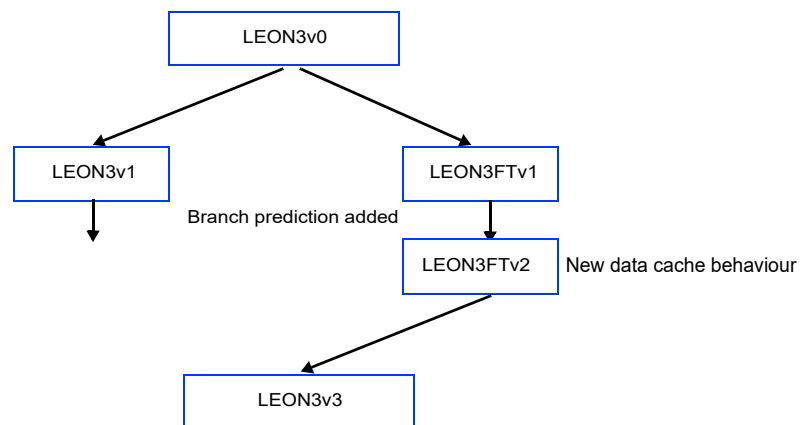 LEON3v0
LEON3v1
LEON3FTv1
Branch prediction added
LEON3FTv2
New data cache behaviour
LEON3v3